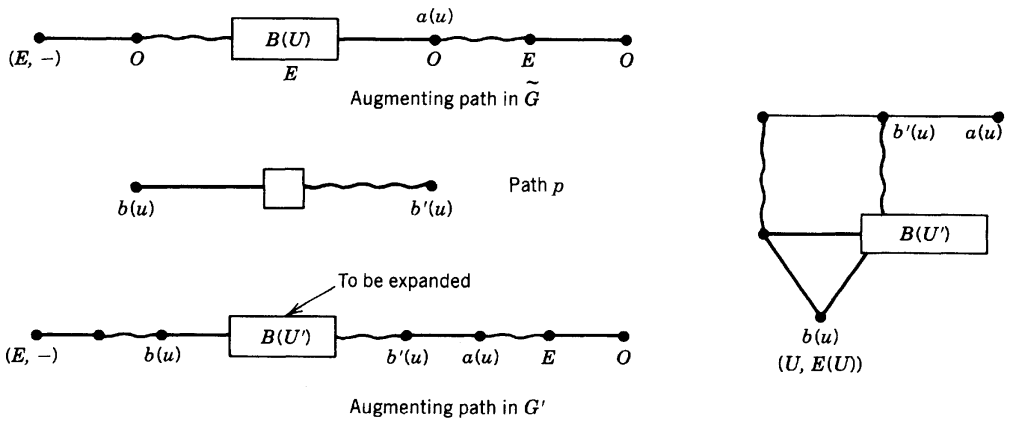 a(u)
B(U)
(E, −) O E O E O
Augmenting path in G̃
b(u) b′(u) Path p
b′(u) a(u)
B(U′)
b(u)
(U, E(U))
To be expanded
B(U′)
(E, −) b(u) b′(u) a(u) E O
Augmenting path in G′